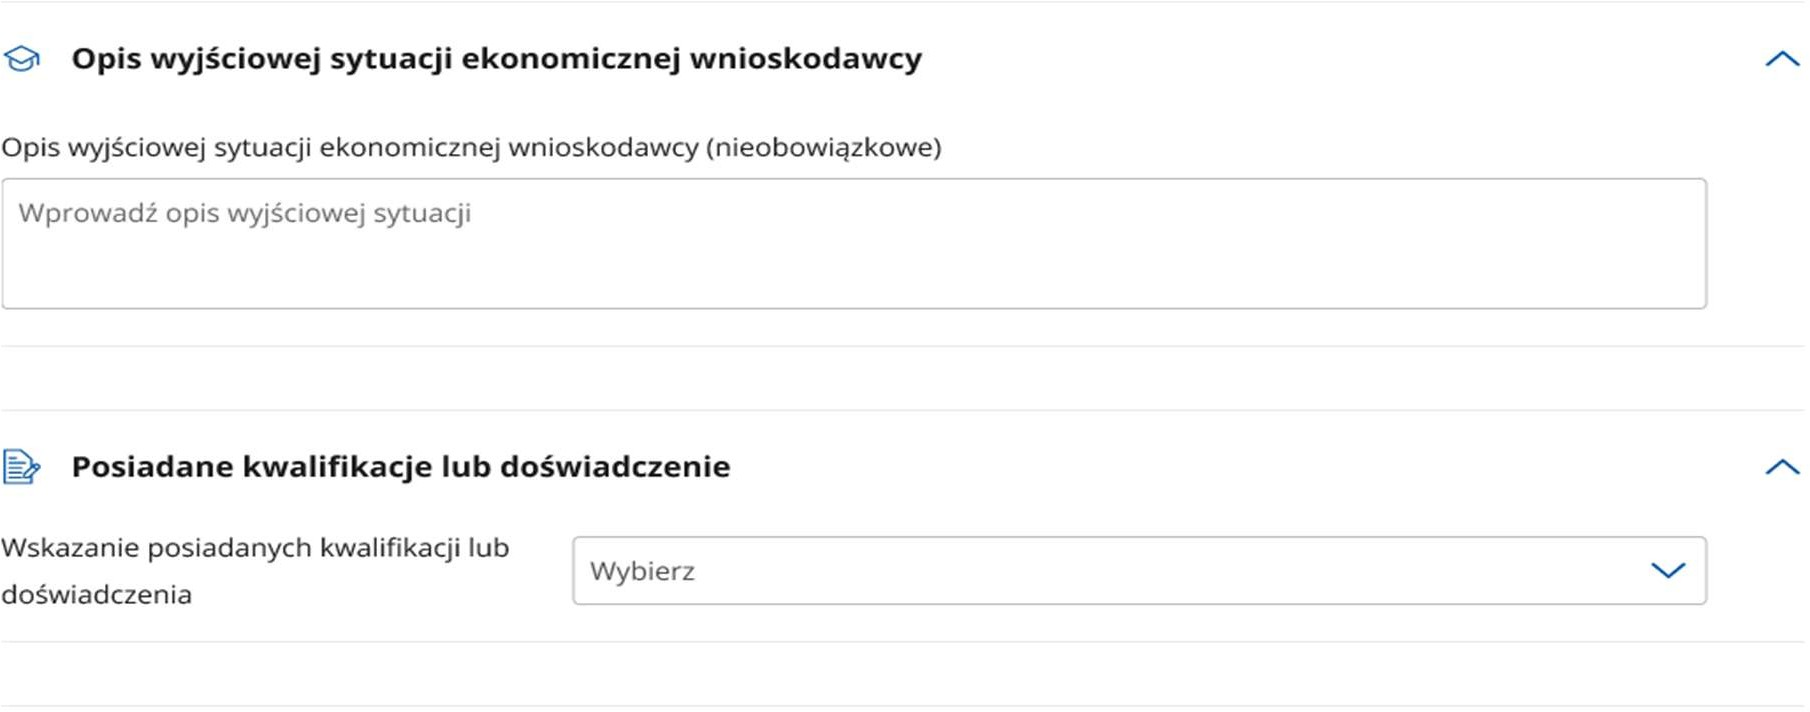 Opis wyjściowej sytuacji ekonomicznej wnioskodawcy
Opis wyjściowej sytuacji ekonomicznej wnioskodawcy (nieobowiązkowe)
Wprowadź opis wyjściowej sytuacji
Posiadane kwalifikacje lub doświadczenie
Wskazanie posiadanych kwalifikacji lub
doświadczenia
Wybierz